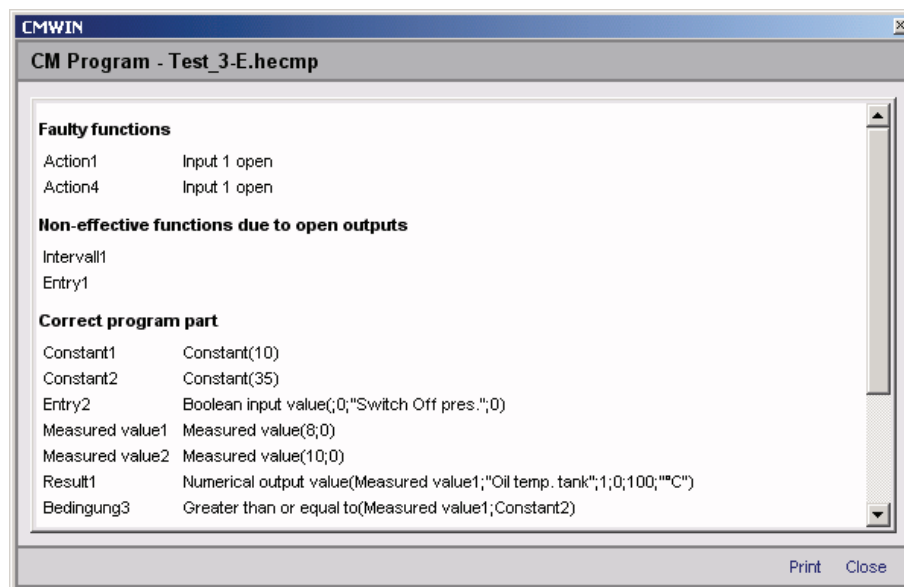 CMWIN
CM Program - Test_3-E.hecmp
Faulty functions
Action1 Input 1 open
Action4 Input 1 open
Non-effective functions due to open outputs
Intervall1
Entry1
Correct program part
Constant1 Constant(10)
Constant2 Constant(35)
Entry2 Boolean input value(;0;"Switch Off pres.";0)
Measured value1 Measured value(8;0)
Measured value2 Measured value(10;0)
Result1 Numerical output value(Measured value1;"Oil temp. tank";1;0;100;"°C")
Bedingung3 Greater than or equal to(Measured value1;Constant2)
Print Close